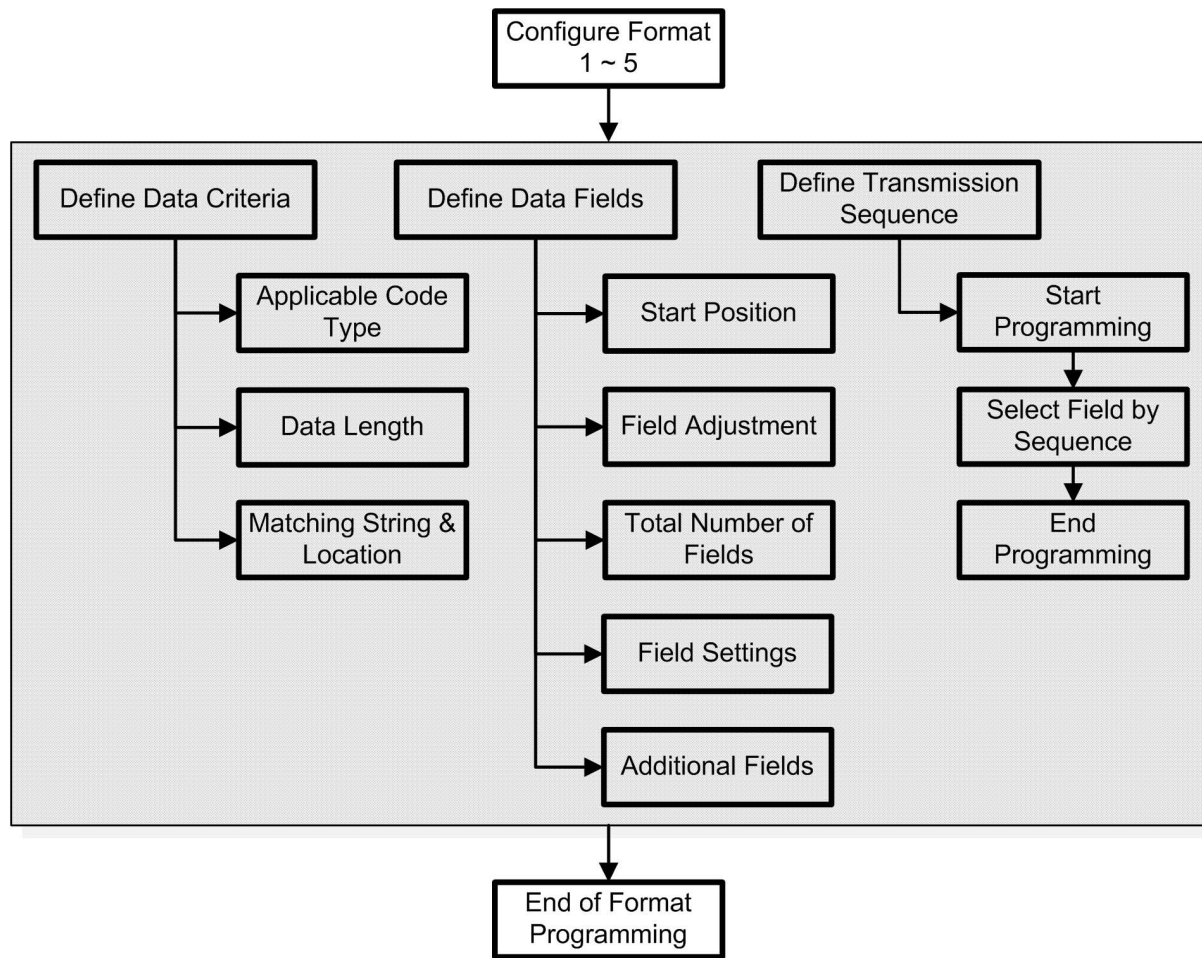 Configure Format
1 ~ 5
Define Data Criteria
Applicable Code
Type
Data Length
Matching String &
Location
Define Data Fields
Start Position
Field Adjustment
Total Number of
Fields
Field Settings
Additional Fields
Define Transmission
Sequence
Start
Programming
Select Field by
Sequence
End
Programming
End of Format
Programming